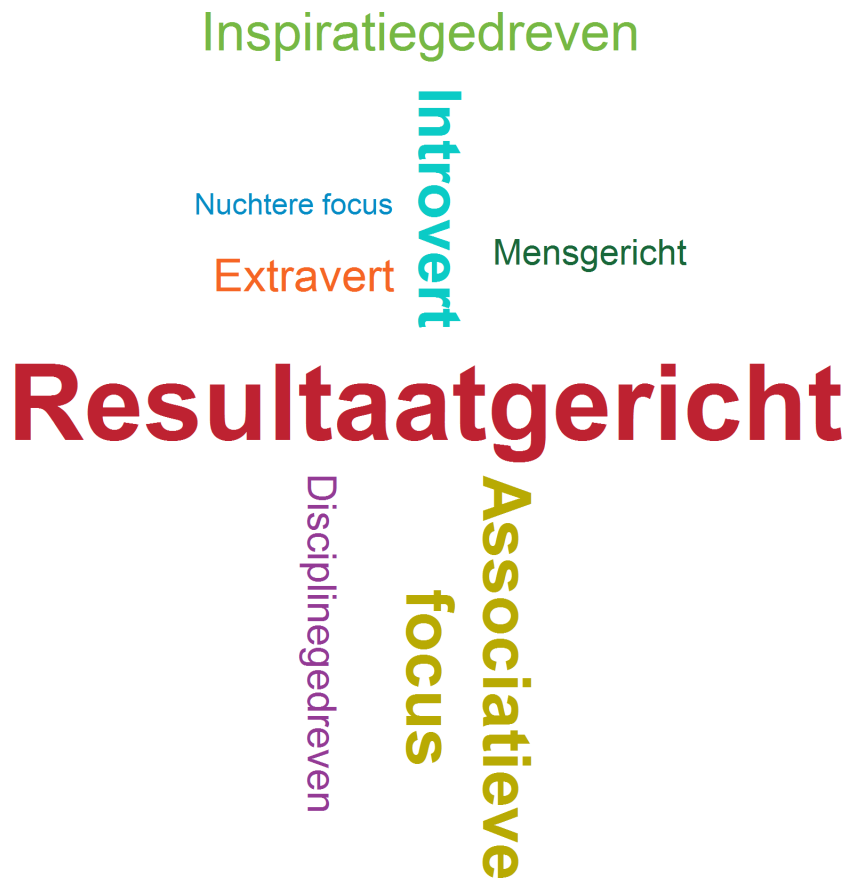 Inspiratiegedreven
Introvert
Nuchtere focus
Mensgericht
Extravert
Resultaatgericht
Disciplinegedreven
Associatieve
focus